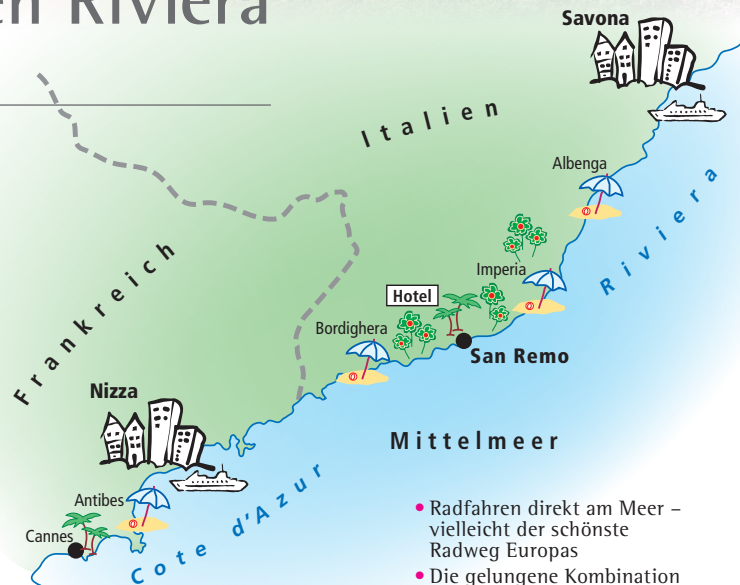 en Riviera
Savona
Italien
Albenga
Riviera
Frankreich
Imperia
Hotel
Bordighera
San Remo
Nizza
Mittelmeer
Antibes
Cannes
Cote d'Azur
• Radfahren direkt am Meer –
vielleicht der schönste
Radweg Europas
• Die gelungene Kombination